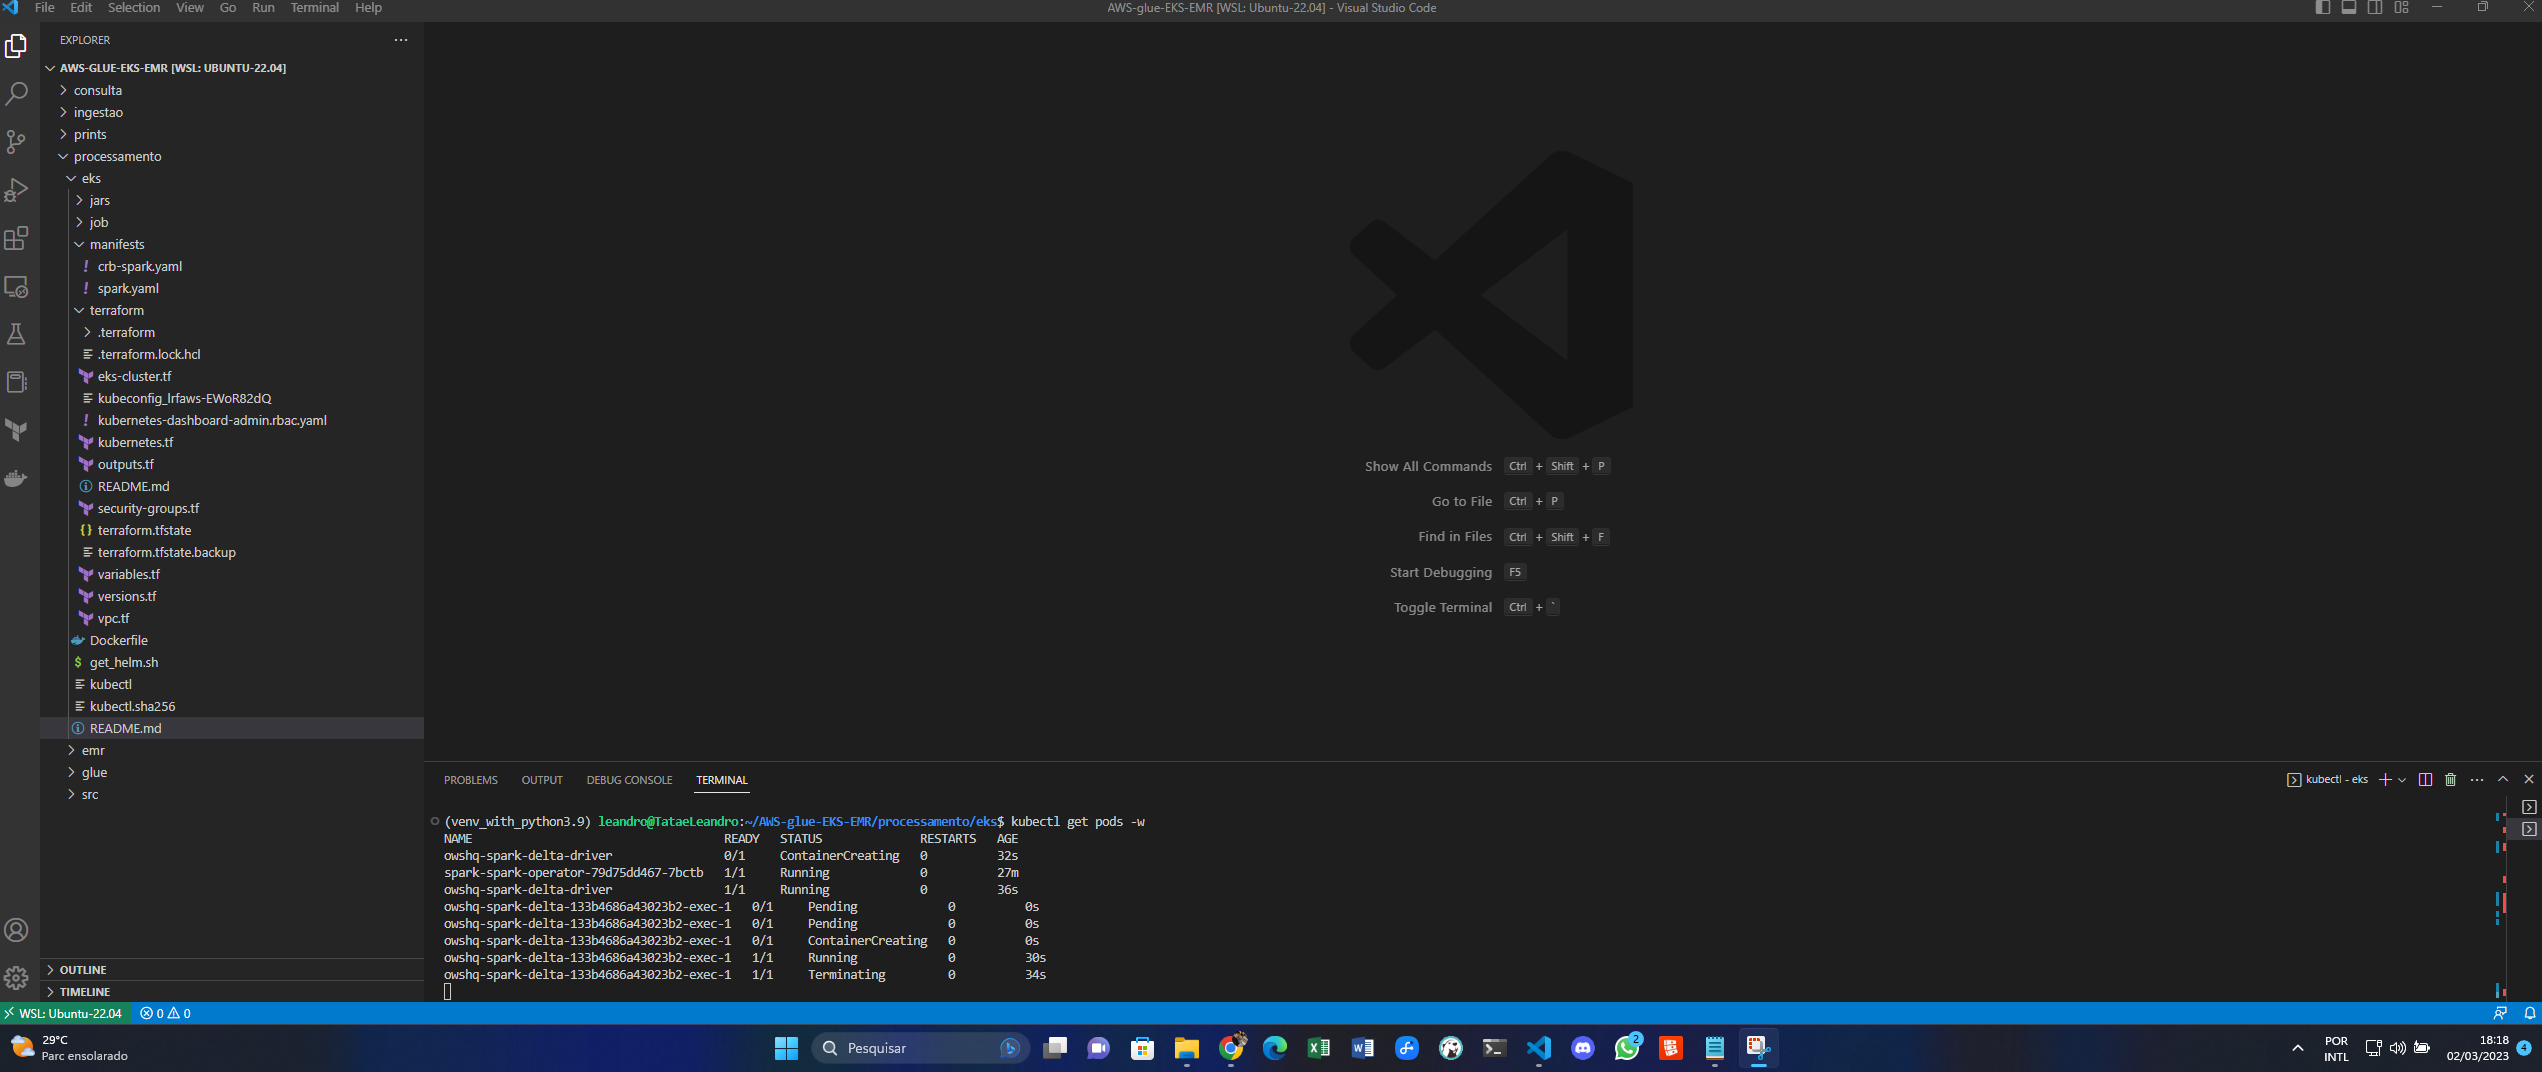 File Edit Selection View Go Run Terminal Help
AWS-glue-EKS-EMR [WSL: Ubuntu-22.04] - Visual Studio Code
EXPLORER
AWS-GLUE-EKS-EMR [WSL: UBUNTU-22.04]
consulta
ingestao
prints
processamento
eks
jars
job
manifests
! crb-spark.yaml
! spark.yaml
terraform
.terraform
.terraform.lock.hcl
eks-cluster.tf
kubeconfig_lrfaws-EWoR82dQ
! kubernetes-dashboard-admin.rbac.yaml
kubernetes.tf
outputs.tf
README.md
security-groups.tf
{} terraform.tfstate
terraform.tfstate.backup
variables.tf
versions.tf
vpc.tf
Dockerfile
$ get_helm.sh
kubectl
kubectl.sha256
README.md
emr
glue
src
OUTLINE
TIMELINE
Show All Commands Ctrl + Shift + P
Go to File Ctrl + P
Find in Files Ctrl + Shift + F
Start Debugging F5
Toggle Terminal Ctrl + `
PROBLEMS OUTPUT DEBUG CONSOLE TERMINAL
kubectl - eks
(venv_with_python3.9) leandro@TataeLeandro:~/AWS-glue-EKS-EMR/processamento/eks$ kubectl get pods -w
NAME READY STATUS RESTARTS AGE
owshq-spark-delta-driver 0/1 ContainerCreating 0 32s
spark-spark-operator-79d75dd467-7bctb 1/1 Running 0 27m
owshq-spark-delta-driver 1/1 Running 0 36s
owshq-spark-delta-133b4686a43023b2-exec-1 0/1 Pending 0 0s
owshq-spark-delta-133b4686a43023b2-exec-1 0/1 Pending 0 0s
owshq-spark-delta-133b4686a43023b2-exec-1 0/1 ContainerCreating 0 0s
owshq-spark-delta-133b4686a43023b2-exec-1 1/1 Running 0 30s
owshq-spark-delta-133b4686a43023b2-exec-1 1/1 Terminating 0 34s
WSL: Ubuntu-22.04 0 0
29°C
Parc ensolarado
Pesquisar
2
POR
INTL
18:18
02/03/2023
4